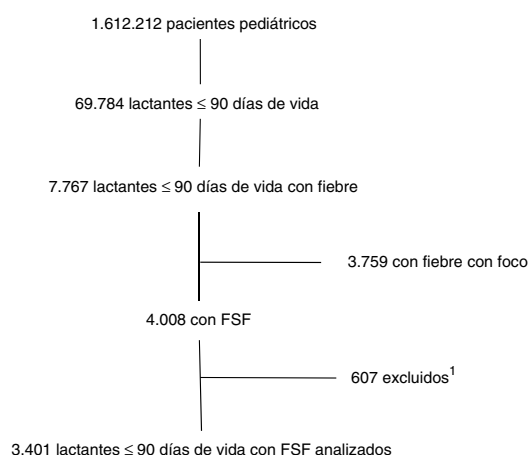 1.612.212 pacientes pediátricos
69.784 lactantes ≤ 90 días de vida
7.767 lactantes ≤ 90 días de vida con fiebre
3.759 con fiebre con foco
4.008 con FSF
607 excluidos¹
3.401 lactantes ≤ 90 días de vida con FSF analizados